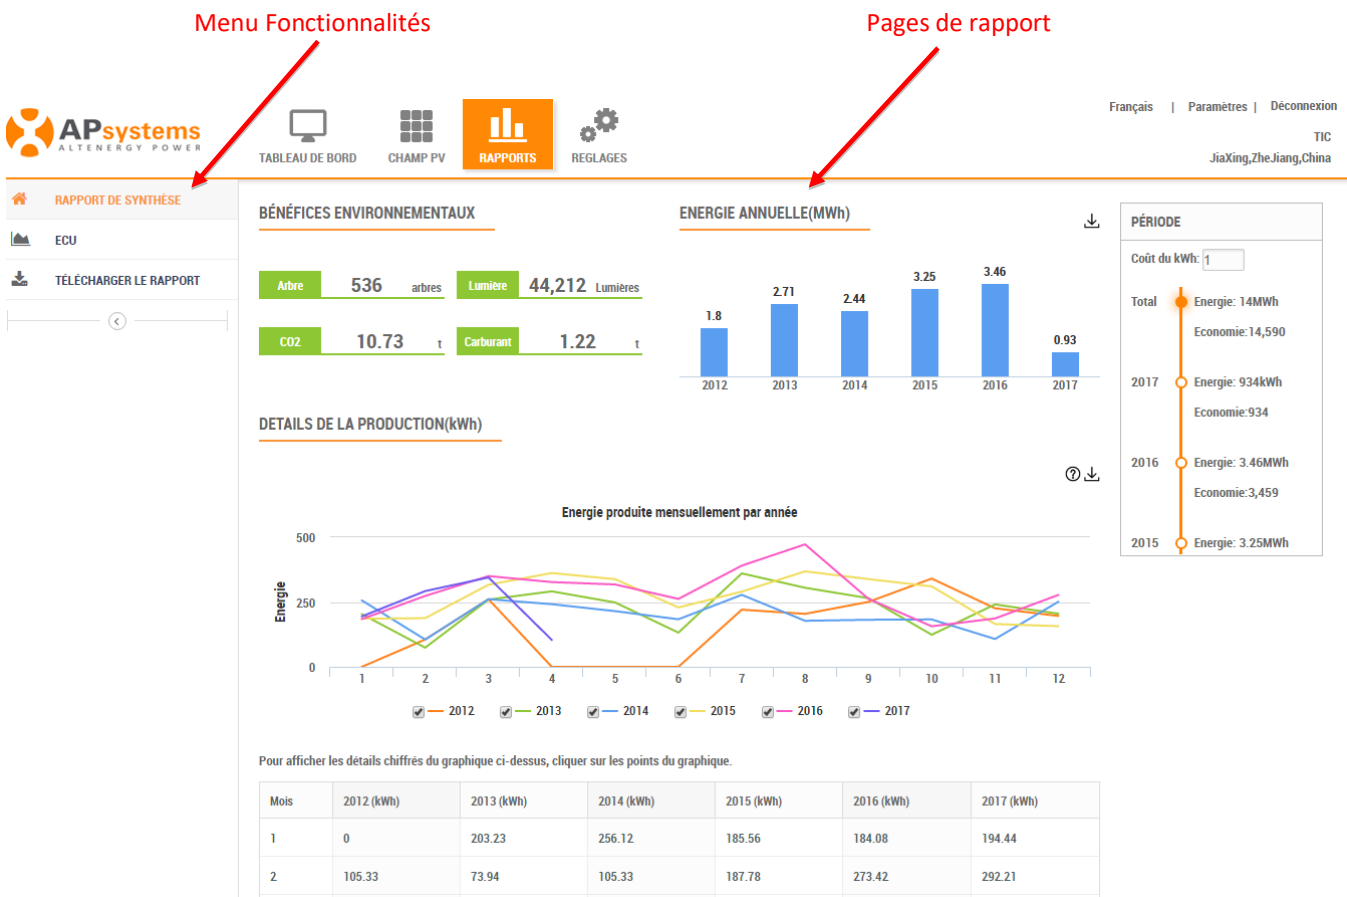 Menu Fonctionnalités
Pages de rapport
APsystems
ALTENERGY POWER
TABLEAU DE BORD
CHAMP PV
RAPPORTS
REGLAGES
Français | Paramètres | Déconnexion
TIC
JiaXing,ZheJiang,China
RAPPORT DE SYNTHÈSE
ECU
TÉLÉCHARGER LE RAPPORT
BÉNÉFICES ENVIRONNEMENTAUX
Arbre 536 arbres
Lumière 44,212 Lumières
CO2 10.73 t
Carburant 1.22 t
ENERGIE ANNUELLE(MWh)
1.8 2.71 2.44 3.25 3.46 0.93
2012 2013 2014 2015 2016 2017
PÉRIODE
Coût du kWh: 1
Total Energie: 14MWh
Economie:14,590
2017 Energie: 934kWh
Economie:934
2016 Energie: 3.46MWh
Economie:3,459
2015 Energie: 3.25MWh
DETAILS DE LA PRODUCTION(kWh)
Energie produite mensuellement par année
Energie
500
250
0
1 2 3 4 5 6 7 8 9 10 11 12
2012 2013 2014 2015 2016 2017
Pour afficher les détails chiffrés du graphique ci-dessus, cliquer sur les points du graphique.
Mois 2012 (kWh) 2013 (kWh) 2014 (kWh) 2015 (kWh) 2016 (kWh) 2017 (kWh)
1 0 203.23 256.12 185.56 184.08 194.44
2 105.33 73.94 105.33 187.78 273.42 292.21